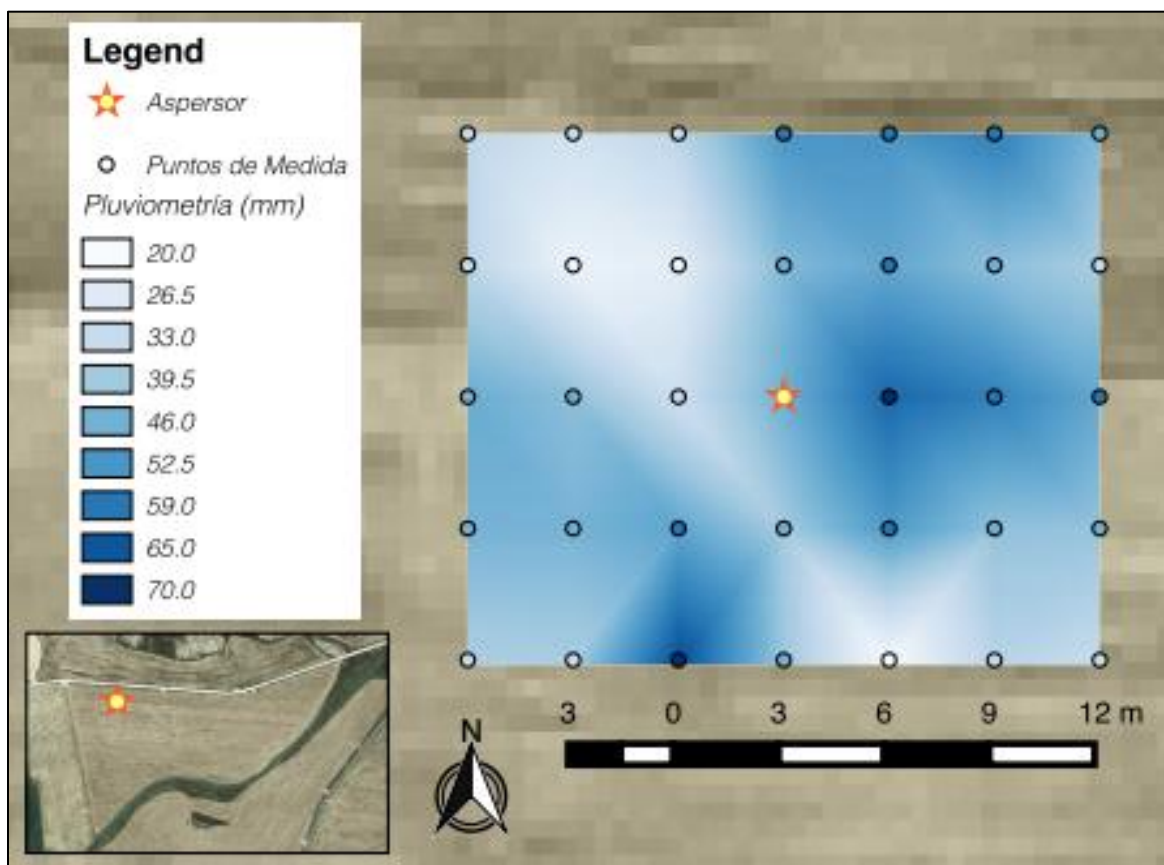 Legend
Aspersor
Puntos de Medida
Pluviometría (mm)
20.0
26.5
33.0
39.5
46.0
52.5
59.0
65.0
70.0
N
3 0 3 6 9 12 m